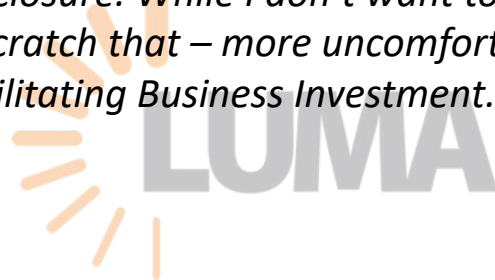 closure. While I don't want to
cratch that – more uncomfort
ilitating Business Investment.
LUMA